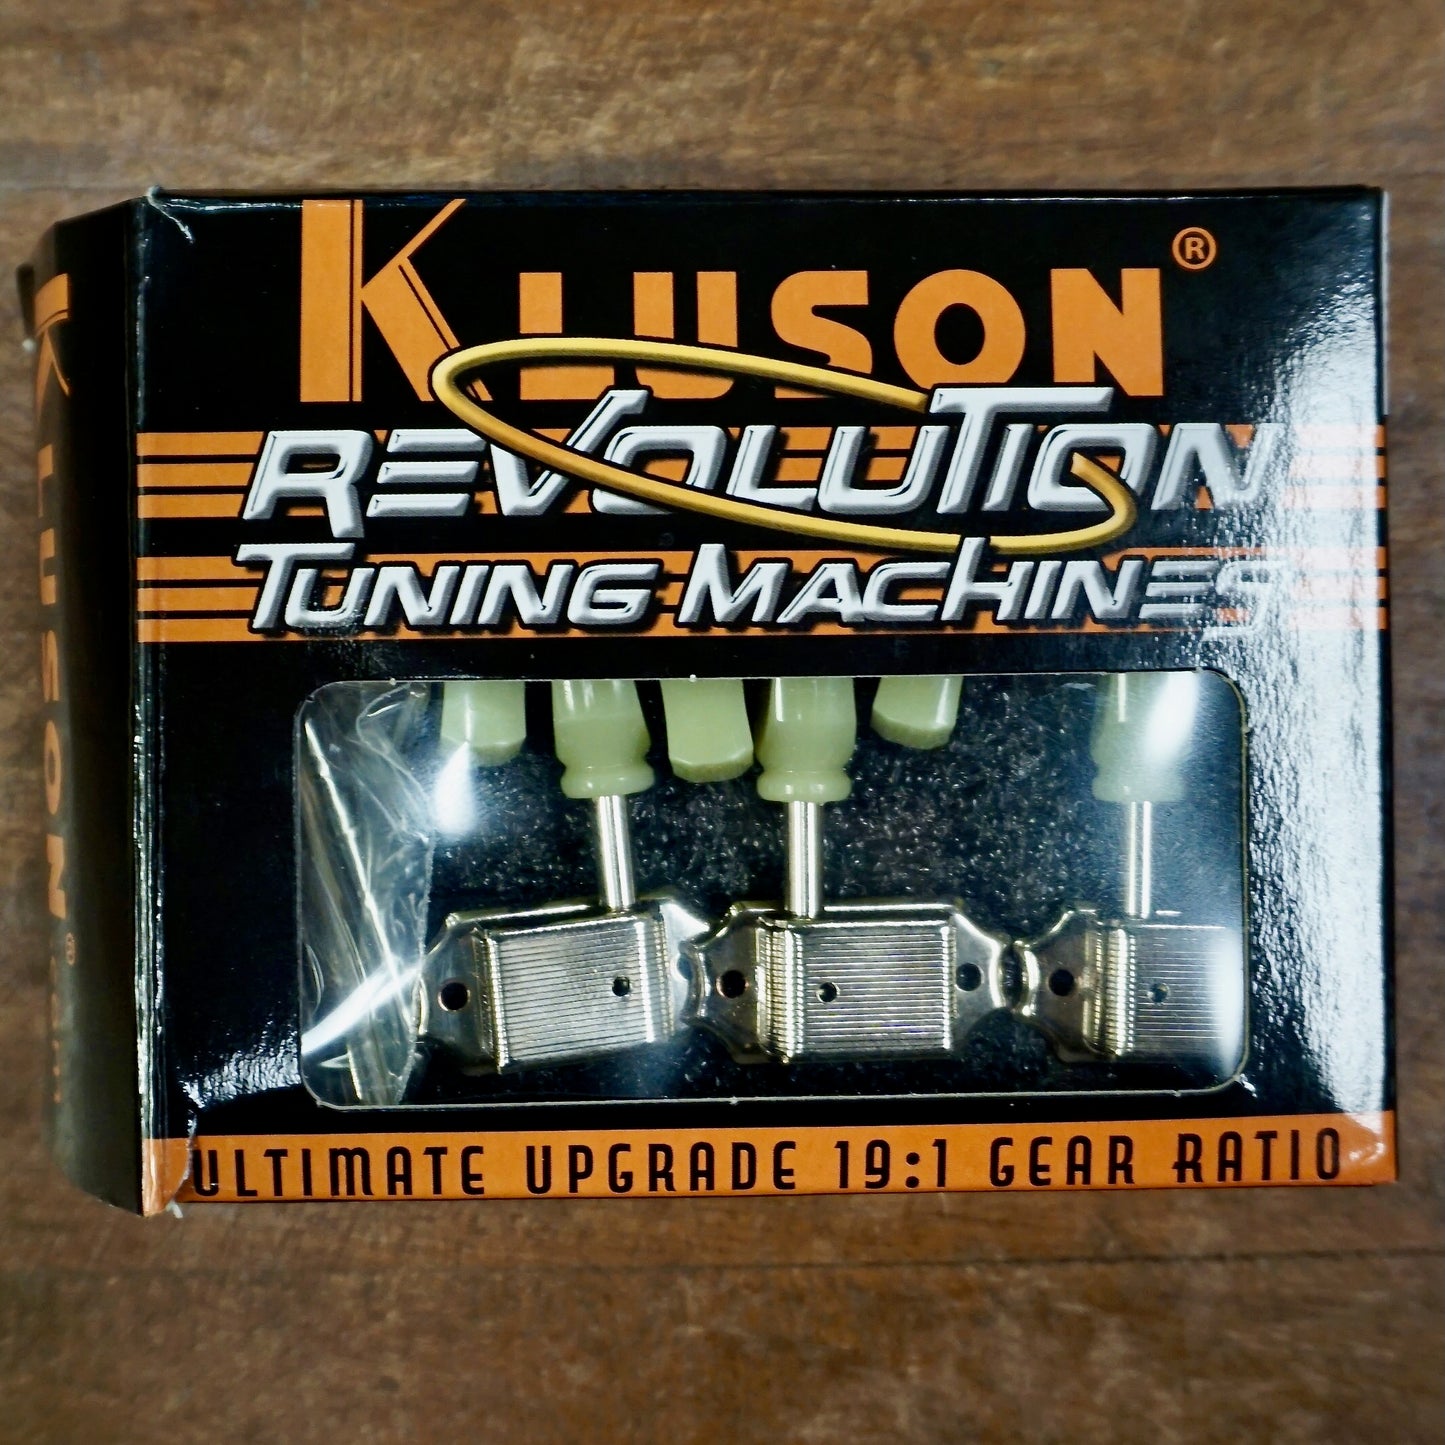 KLUSON®
REVOLUTION
TUNING MACHINES
ULTIMATE UPGRADE 19:1 GEAR RATIO
KLUSON®